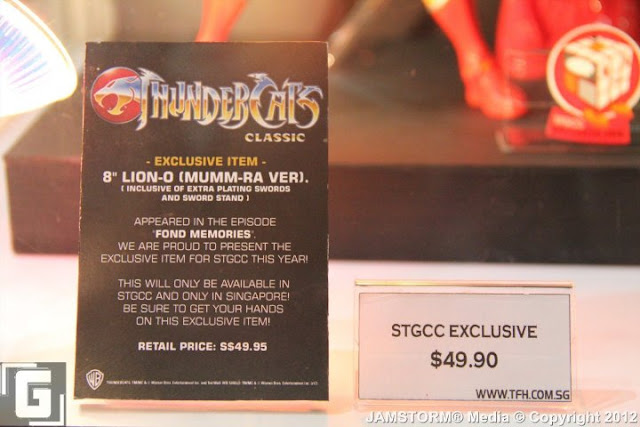 THUNDERCATS
CLASSIC
- EXCLUSIVE ITEM -
8" LION-O (MUMM-RA VER).
( INCLUSIVE OF EXTRA PLATING SWORDS
AND SWORD STAND )
APPEARED IN THE EPISODE
"FOND MEMORIES".
WE ARE PROUD TO PRESENT THE
EXCLUSIVE ITEM FOR STGCC THIS YEAR!
THIS WILL ONLY BE AVAILABLE IN
STGCC AND ONLY IN SINGAPORE!
BE SURE TO GET YOUR HANDS
ON THIS EXCLUSIVE ITEM!
RETAIL PRICE: S$49.95
STGCC EXCLUSIVE
$49.90
WWW.TFH.COM.SG
G
JAMSTORM® Media © Copyright 2012